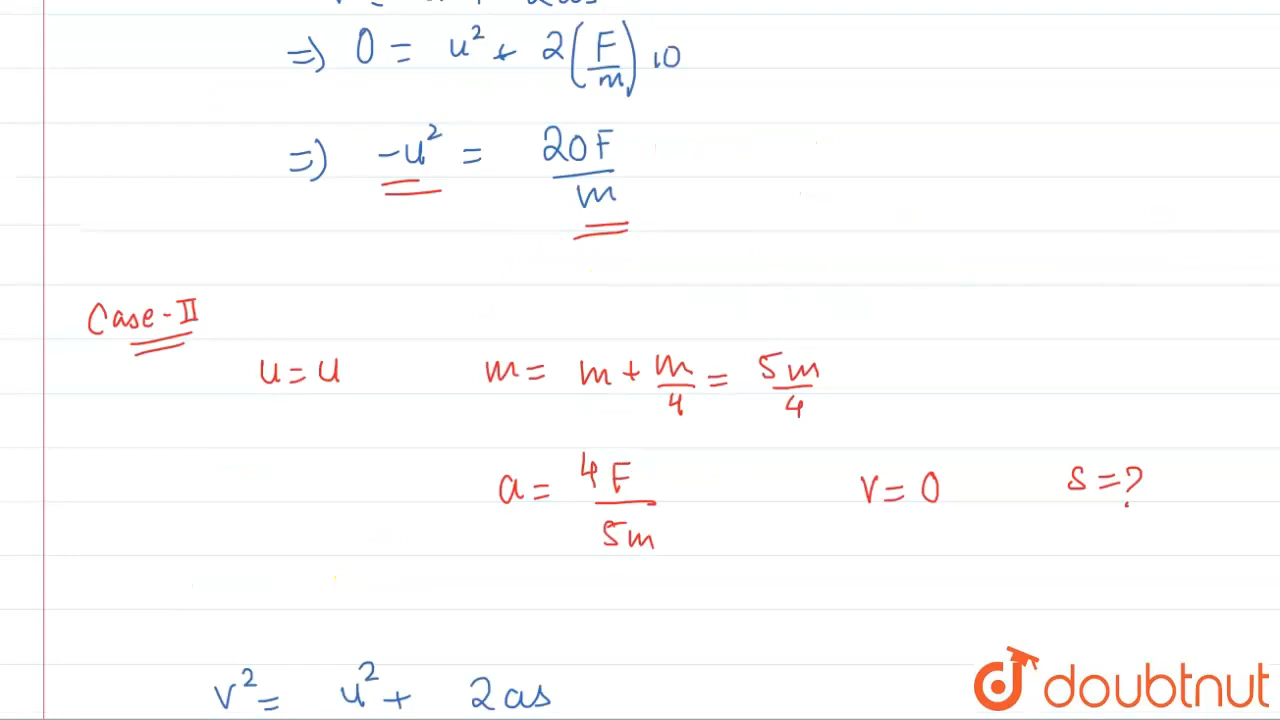 ⇒ 0 = u² + 2(F/m) 10
⇒ -u² = 20F/m
Case-II
u = u m = m + m/4 = 5m/4
a = 4F/5m v = 0 s = ?
v² = u² + 2as
doubtnut